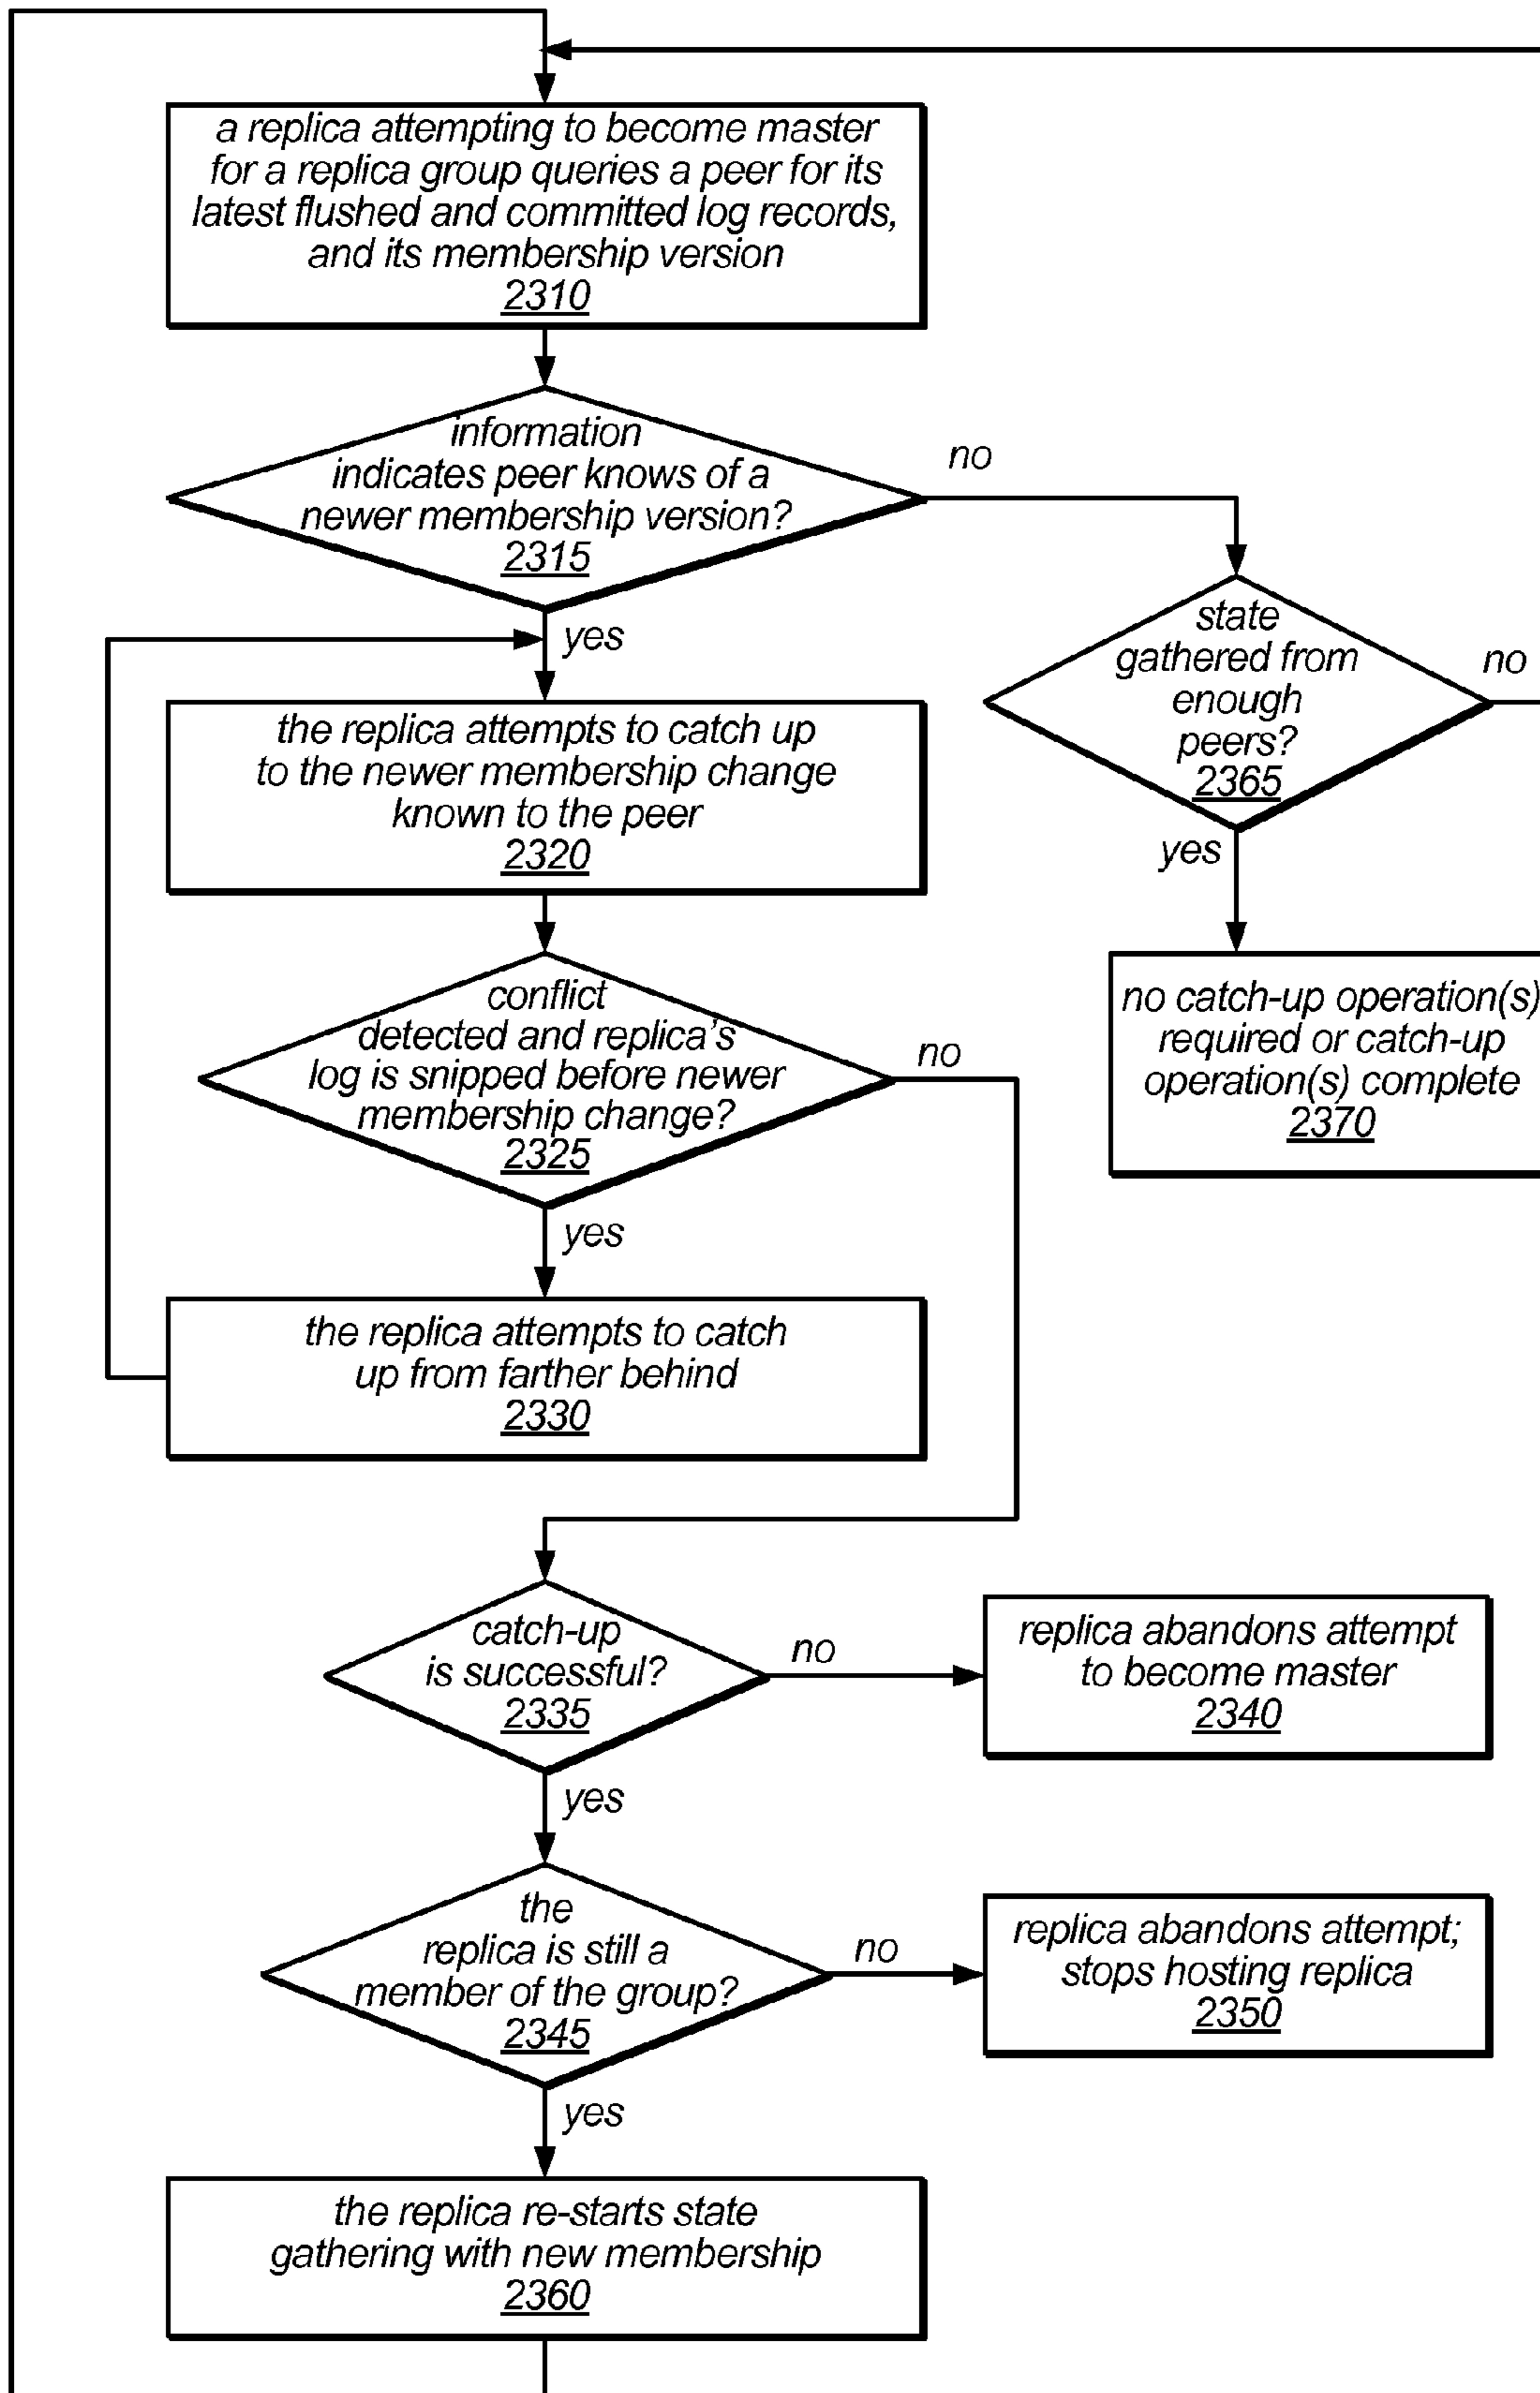 a replica attempting to become master
for a replica group queries a peer for its
latest flushed and committed log records,
and its membership version
2310
information
indicates peer knows of a
newer membership version?
2315
no
yes
state
gathered from
enough
peers?
2365
no
yes
the replica attempts to catch up
to the newer membership change
known to the peer
2320
conflict
detected and replica's
log is snipped before newer
membership change?
2325
no
yes
no catch-up operation(s)
required or catch-up
operation(s) complete
2370
the replica attempts to catch
up from farther behind
2330
catch-up
is successful?
2335
no
yes
replica abandons attempt
to become master
2340
the
replica is still a
member of the group?
2345
no
yes
replica abandons attempt;
stops hosting replica
2350
the replica re-starts state
gathering with new membership
2360